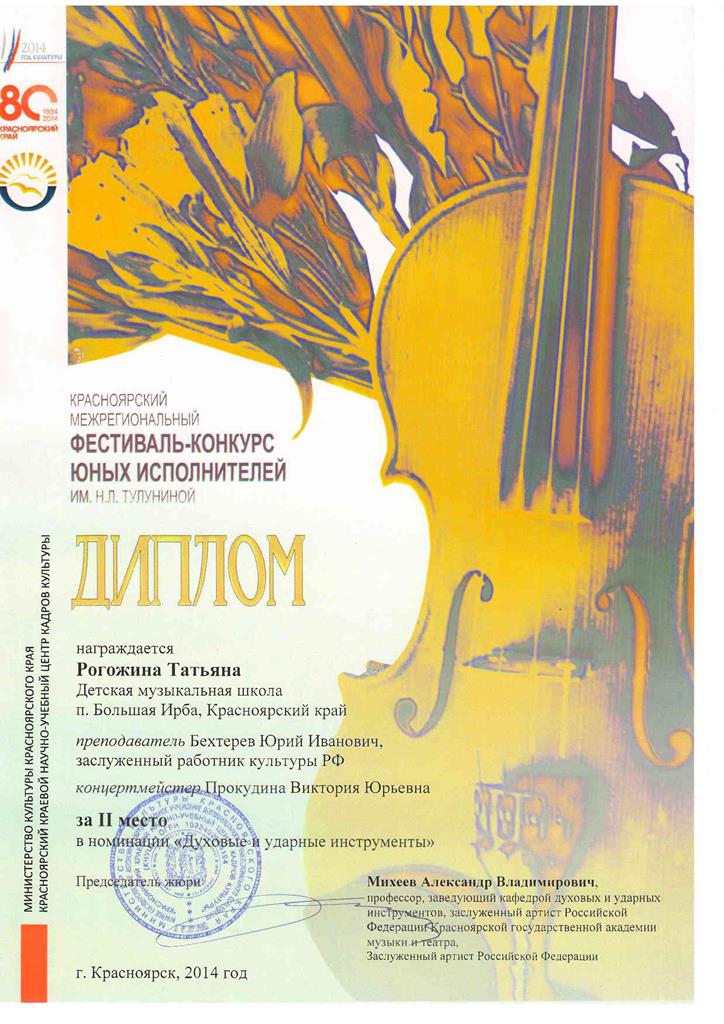 2014
ГОД КУЛЬТУРЫ
80
1934
2014
КРАСНОЯРСКИЙ
КРАЙ
КРАСНОЯРСКИЙ
МЕЖРЕГИОНАЛЬНЫЙ
ФЕСТИВАЛЬ-КОНКУРС
ЮНЫХ ИСПОЛНИТЕЛЕЙ
ИМ. Н.Л. ТУЛУНИНОЙ
ДИПЛОМ
награждается
Рогожина Татьяна
Детская музыкальная школа
п. Большая Ирба, Красноярский край
преподаватель Бехтерев Юрий Иванович,
заслуженный работник культуры РФ
концертмейстер Прокудина Виктория Юрьевна
за II место
в номинации «Духовые и ударные инструменты»
Председатель жюри
Михеев Александр Владимирович,
профессор, заведующий кафедрой духовых и ударных
инструментов, заслуженный артист Российской
Федерации Красноярской государственной академии
музыки и театра,
Заслуженный артист Российской Федерации
г. Красноярск, 2014 год
МИНИСТЕРСТВО КУЛЬТУРЫ КРАСНОЯРСКОГО КРАЯ
КРАСНОЯРСКИЙ КРАЕВОЙ НАУЧНО-УЧЕБНЫЙ ЦЕНТР КАДРОВ КУЛЬТУРЫ